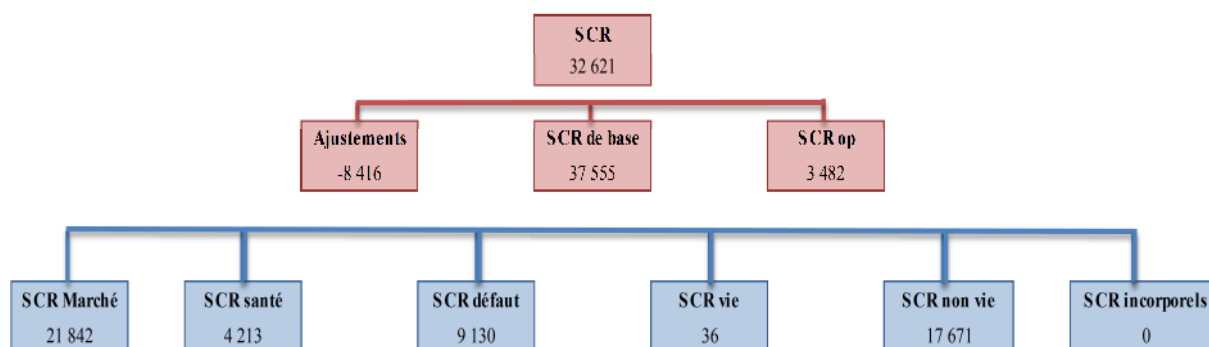 SCR
32 621
Ajustements
-8 416
SCR de base
37 555
SCR op
3 482
SCR Marché
21 842
SCR santé
4 213
SCR défaut
9 130
SCR vie
36
SCR non vie
17 671
SCR incorporels
0